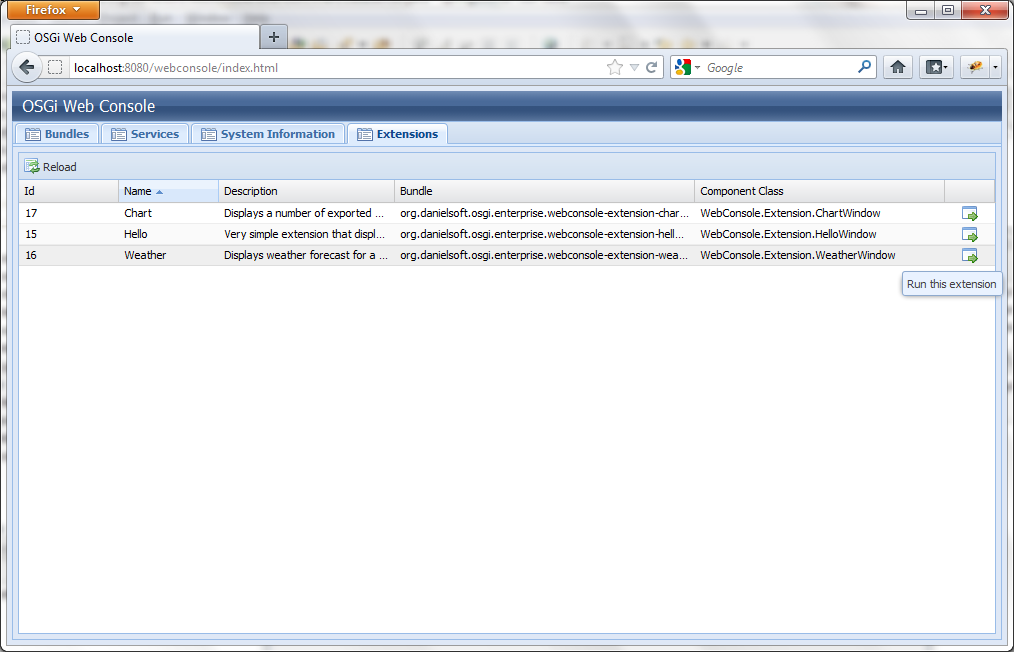 Firefox
OSGi Web Console
localhost:8080/webconsole/index.html
Google
OSGi Web Console
Bundles Services System Information Extensions
Reload
Id Name Description Bundle Component Class
17 Chart Displays a number of exported ... org.danielsoft.osgi.enterprise.webconsole-extension-char... WebConsole.Extension.ChartWindow
15 Hello Very simple extension that displ... org.danielsoft.osgi.enterprise.webconsole-extension-hell... WebConsole.Extension.HelloWindow
16 Weather Displays weather forecast for a ... org.danielsoft.osgi.enterprise.webconsole-extension-wea... WebConsole.Extension.WeatherWindow
Run this extension